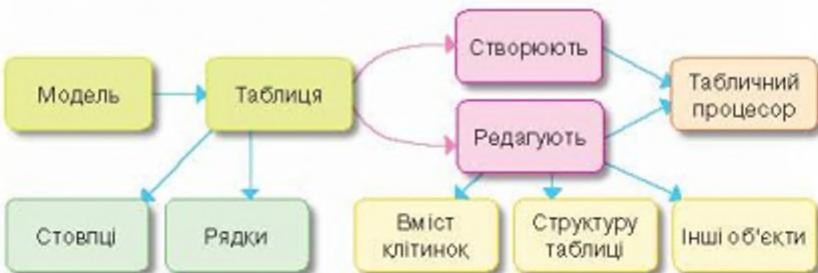 Створюють
Модель
Таблиця
Табличний
процесор
Редагують
Стовпці
Рядки
Вміст
клітинок
Структуру
таблиці
Інші об'єкти